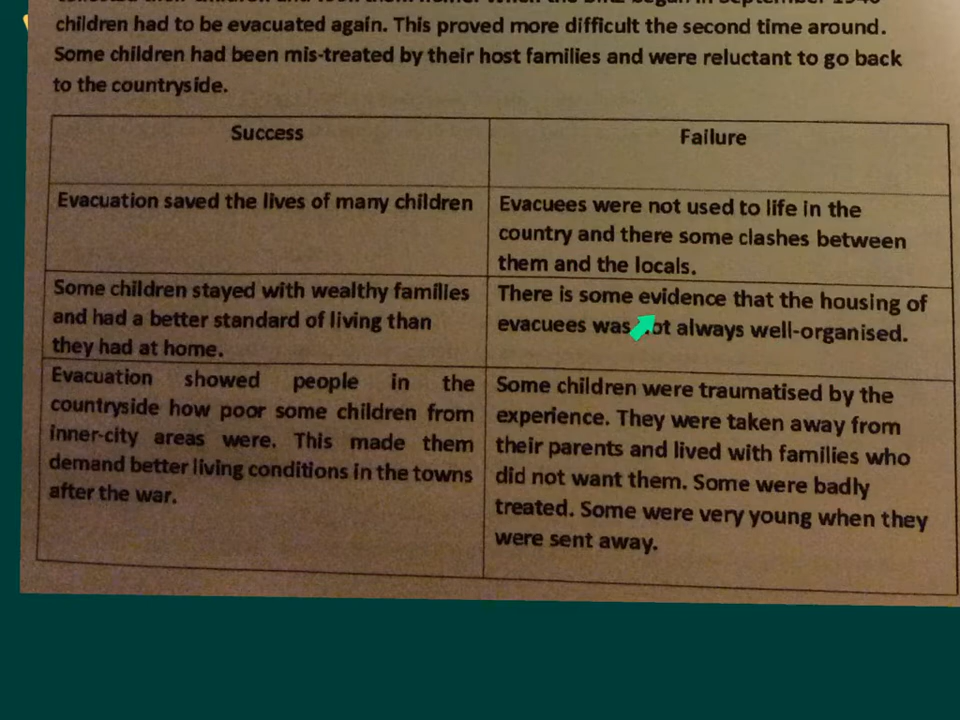 children had to be evacuated again. This proved more difficult the second time around.
Some children had been mis-treated by their host families and were reluctant to go back
to the countryside.
Success
Failure
Evacuation saved the lives of many children
Evacuees were not used to life in the
country and there some clashes between
them and the locals.
Some children stayed with wealthy families
and had a better standard of living than
they had at home.
There is some evidence that the housing of
evacuees was always well-organised.
Evacuation showed people in the
countryside how poor some children from
inner-city areas were. This made them
demand better living conditions in the towns
after the war.
Some children were traumatised by the
experience. They were taken away from
their parents and lived with families who
did not want them. Some were badly
treated. Some were very young when they
were sent away.